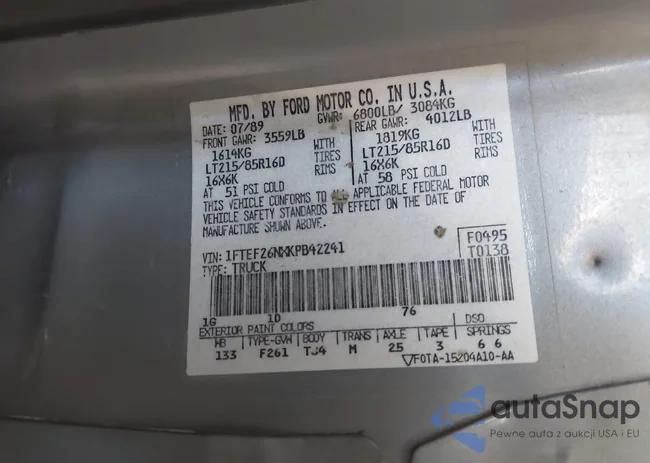 MFD. BY FORD MOTOR CO. IN U.S.A.
DATE: 07/89 GVWR: 6800LB/ 3084KG
FRONT GAWR: 3559LB REAR GAWR: 4012LB
1614KG WITH 1819KG WITH
LT215/85R16D TIRES LT215/85R16D TIRES
16X6K RIMS 16X6K RIMS
AT 51 PSI COLD AT 58 PSI COLD
THIS VEHICLE CONFORMS TO ALL APPLICABLE FEDERAL MOTOR
VEHICLE SAFETY STANDARDS IN EFFECT ON THE DATE OF
MANUFACTURE SHOWN ABOVE.
VIN: F0495
TYPE: TRUCK T0138
1G 1D 76
EXTERIOR PAINT COLORS DSO
WB TYPE-GVW BODY TRANS AXLE TAPE SPRINGS
133 F261 M 25 3 6 6
F0TA-15204A10-AA
autaSnap
Pewne auta z aukcji USA i EU